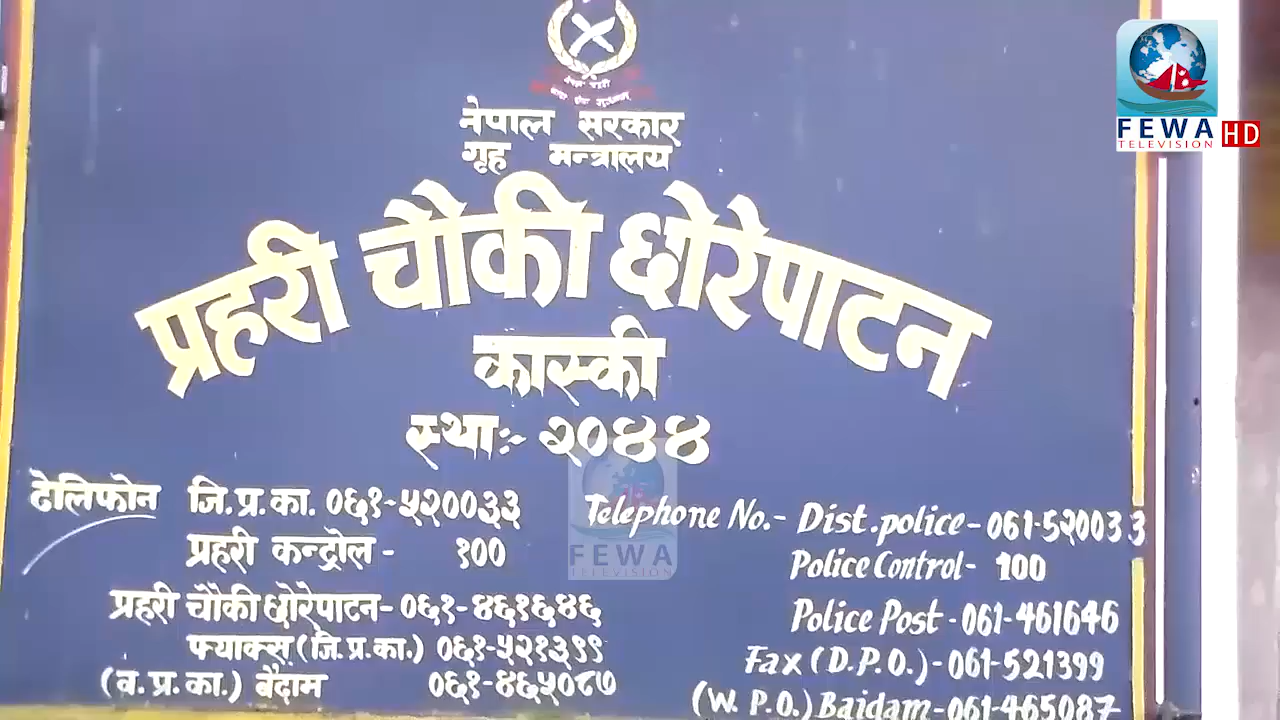 FEWA
TELEVISION HD
नेपाल सरकार
गृह मन्त्रालय
प्रहरी चौकी छोरेपाटन
कास्की
स्थाः- २०४४
टेलिफोन जि.प्र.का. ०६१-५२००३३
Telephone No.- Dist.police-061-520033
प्रहरी कन्ट्रोल - १००
Police Control- 100
प्रहरी चौकी छोरेपाटन- ०६१-४६१६४६
Police Post - 061-461646
फ्याक्स् (जि.प्र.का.) ०६१-५२१३९९
Fax (D.P.O.) - 061-521399
(व.प्र.का.) बैदाम ०६१-४६५०८७
(W. P.O.) Baidam -061-465087
FEWA
TELEVISION